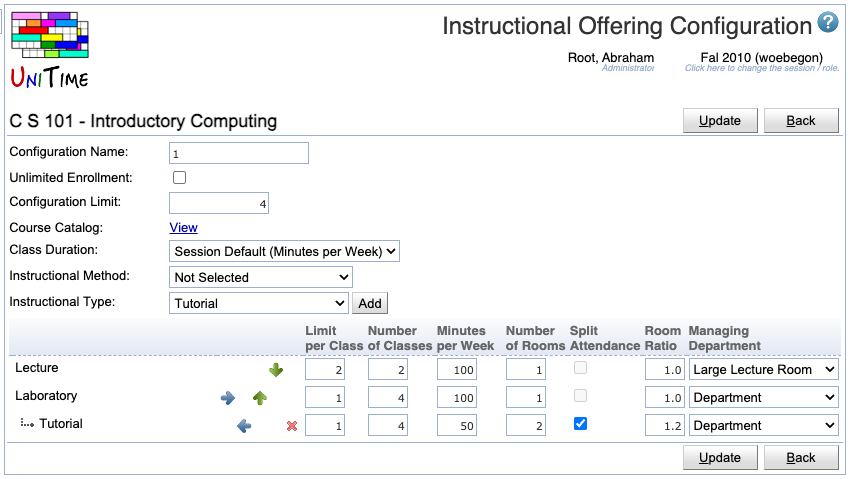 Instructional Offering Configuration ?
UNITIME
Root, Abraham
Administrator
Fall 2010 (woebegon)
Click here to change the session / role.
C S 101 - Introductory Computing
Update Back
Configuration Name: 1
Unlimited Enrollment:
Configuration Limit: 4
Course Catalog: View
Class Duration: Session Default (Minutes per Week)
Instructional Method: Not Selected
Instructional Type: Tutorial Add
Limit per Class Number of Classes Minutes per Week Number of Rooms Split Attendance Room Ratio Managing Department
Lecture 2 2 100 1 1.0 Large Lecture Room
Laboratory 1 4 100 1 1.0 Department
Tutorial 1 4 50 2 1.2 Department
Update Back